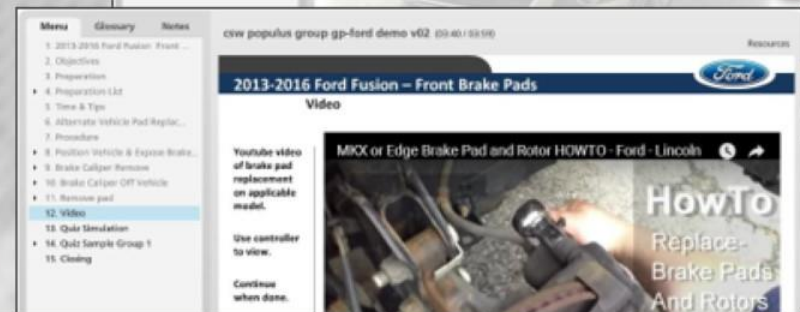 Menu Glossary Notes
1. 2013-2016 Ford Fusion Front ...
2. Objectives
3. Preparation
4. Preparation List
5. Time & Tips
6. Alternate Vehicle Pad Replac...
7. Procedure
8. Position Vehicle & Expose Brake...
9. Brake Caliper Remove
10. Brake Caliper Off Vehicle
11. Remove pad
12. Video
13. Quiz Simulation
14. Quiz Sample Group 1
15. Closing
csw populus group gp-ford demo v02 (03:40 / 03:59)
Resources
Ford
2013-2016 Ford Fusion – Front Brake Pads
Video
Youtube video
of brake pad
replacement
on applicable
model.
Use controller
to view.
Continue
when done.
MKX or Edge Brake Pad and Rotor HOWTO - Ford - Lincoln
HowTo
Replace-
Brake Pads
And Rotors